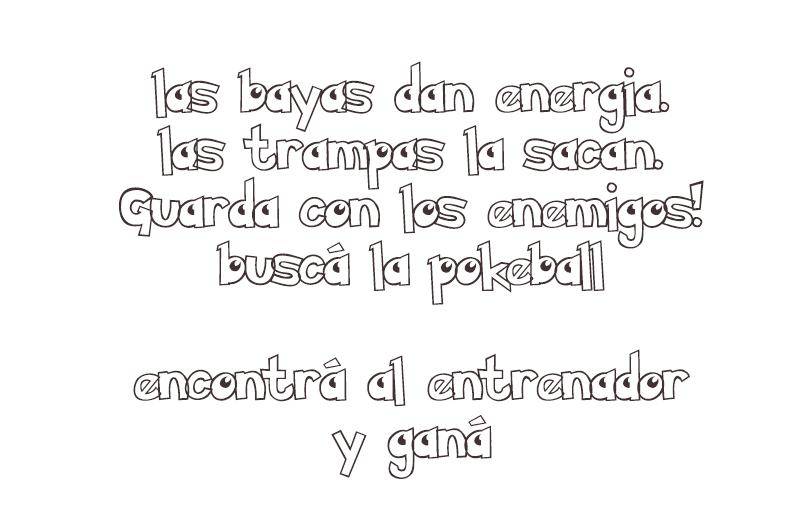 las bayas dan energia.
las trampas la sacan.
Guarda con los enemigos!
buscá la pokeball
encontrá al entrenador
y ganá